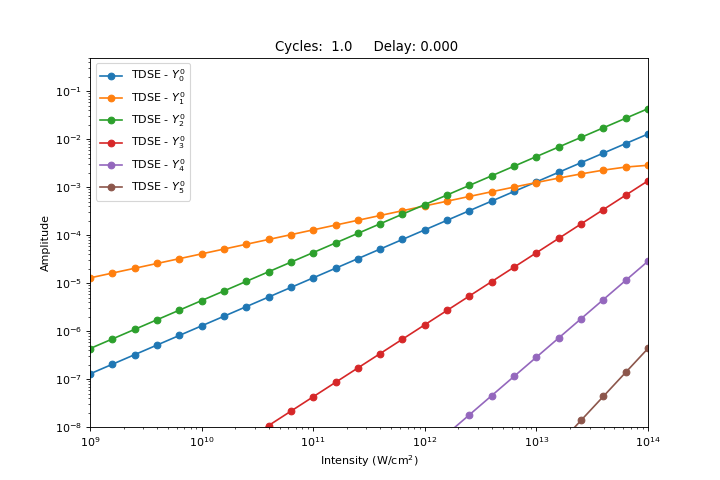 Cycles:  1.0     Delay: 0.000
TDSE - Y₀⁰
TDSE - Y₁⁰
TDSE - Y₂⁰
TDSE - Y₃⁰
TDSE - Y₄⁰
TDSE - Y₅⁰
Amplitude
10⁻¹
10⁻²
10⁻³
10⁻⁴
10⁻⁵
10⁻⁶
10⁻⁷
10⁻⁸
10⁹ 10¹⁰ 10¹¹ 10¹² 10¹³ 10¹⁴
Intensity (W/cm²)